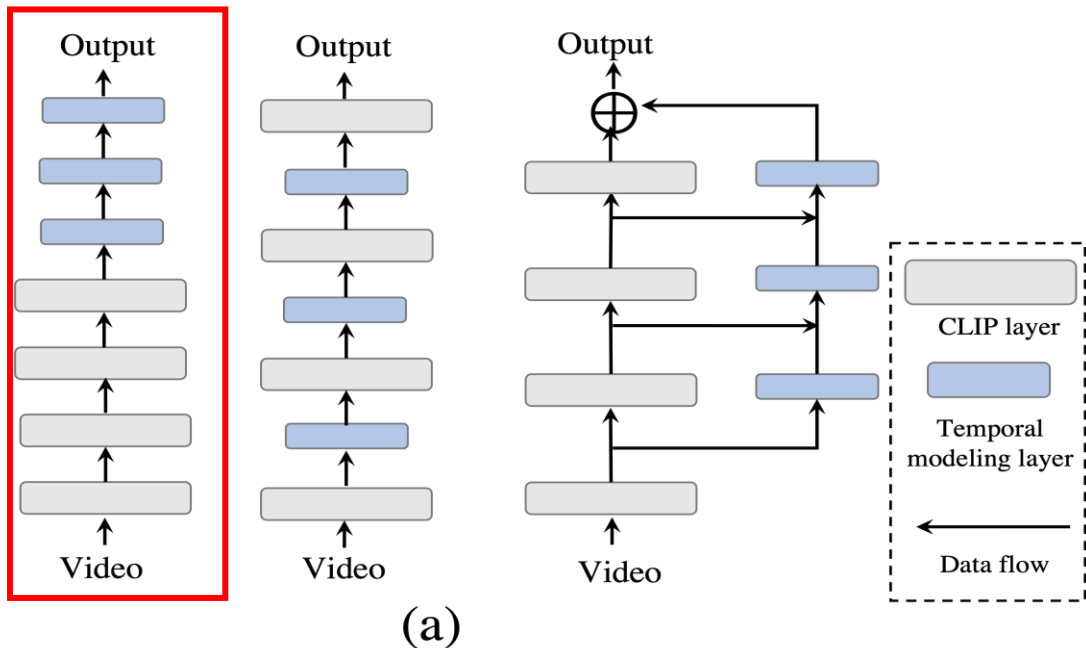 Output
Output
Output
Video
Video
Video
CLIP layer
Temporal
modeling layer
Data flow
(a)